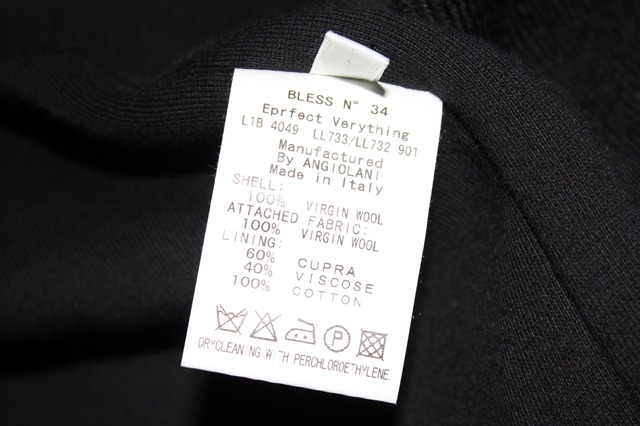 BLESS N° 34
Eprfect Verything
L1B 4049 LL733/LL732 901
Manufactured
By ANGIOLANI
Made in Italy
SHELL:
100% VIRGIN WOOL
ATTACHED FABRIC:
100% VIRGIN WOOL
LINING:
60% CUPRA
40% VISCOSE
100% COTTON
P
DRYCLEANING WITH PERCHLOROETHYLENE